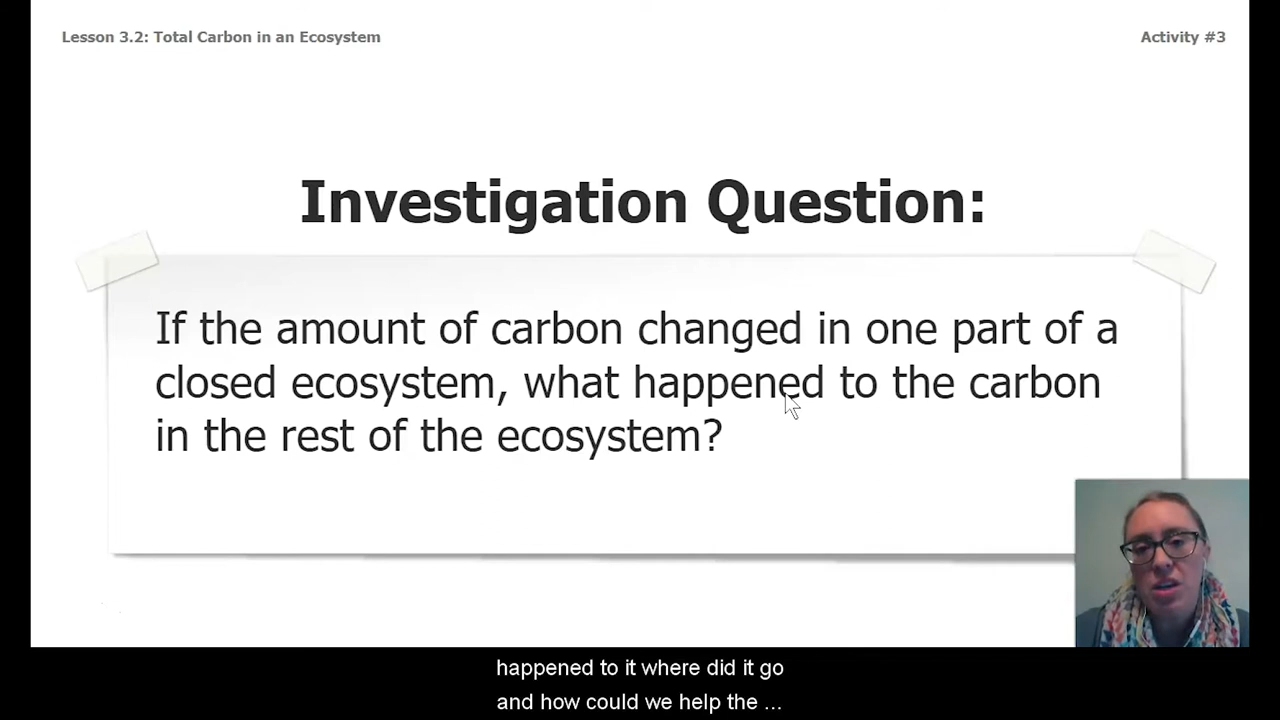 Lesson 3.2: Total Carbon in an Ecosystem
Activity #3
Investigation Question:
If the amount of carbon changed in one part of a
closed ecosystem, what happened to the carbon
in the rest of the ecosystem?
happened to it where did it go
and how could we help the ...